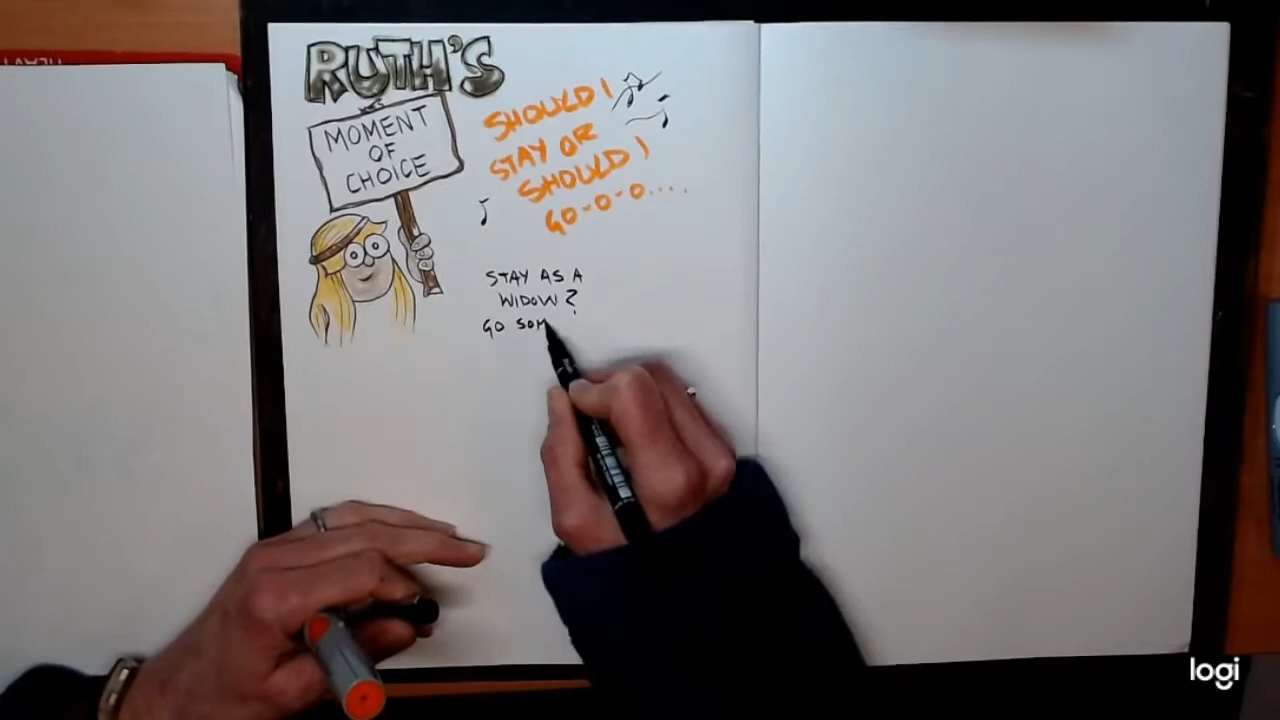 RUTH'S
MOMENT
OF
CHOICE
SHOULD I
STAY OR
SHOULD I
GO-O-O....
STAY AS A
WIDOW?
GO SOM
logi